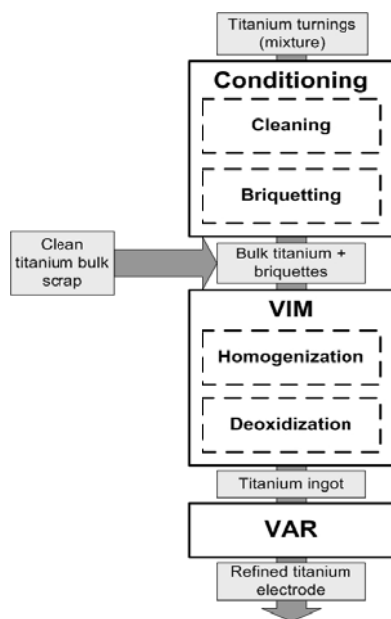 Titanium turnings
(mixture)
Conditioning
Cleaning
Briquetting
Clean
titanium bulk
scrap
Bulk titanium +
briquettes
VIM
Homogenization
Deoxidization
Titanium ingot
VAR
Refined titanium
electrode